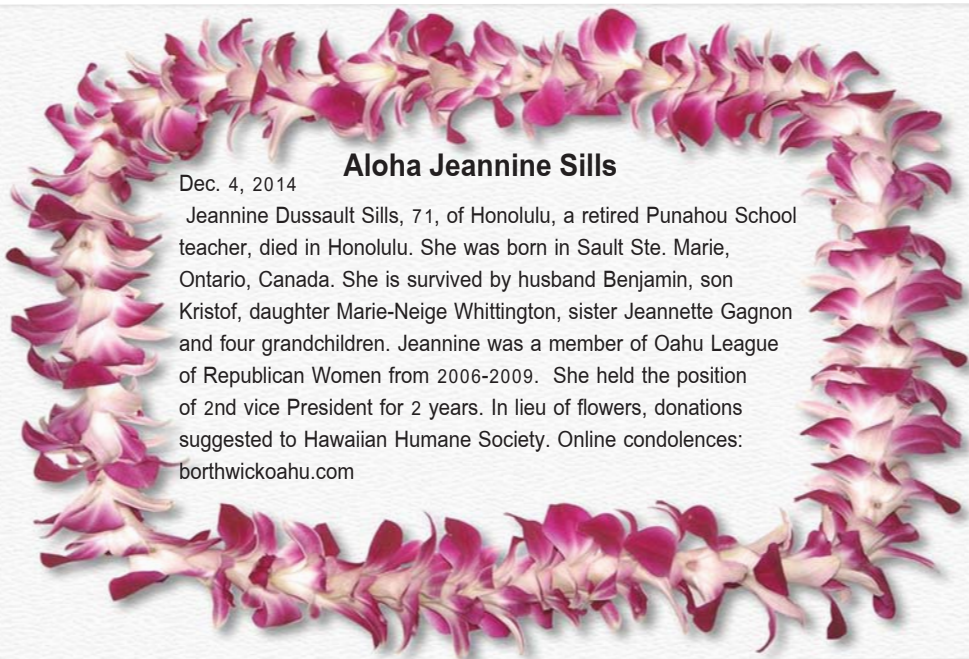 Aloha Jeannine Sills
Dec. 4, 2014
Jeannine Dussault Sills, 71, of Honolulu, a retired Punahou School
teacher, died in Honolulu. She was born in Sault Ste. Marie,
Ontario, Canada. She is survived by husband Benjamin, son
Kristof, daughter Marie-Neige Whittington, sister Jeannette Gagnon
and four grandchildren. Jeannine was a member of Oahu League
of Republican Women from 2006-2009.  She held the position
of 2nd vice President for 2 years. In lieu of flowers, donations
suggested to Hawaiian Humane Society. Online condolences:
borthwickoahu.com